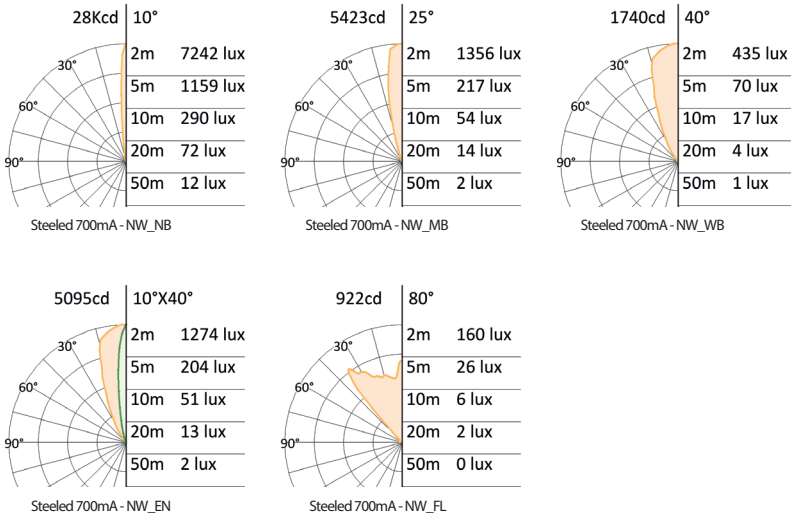 28Kcd 10°
2m 7242 lux
30°
5m 1159 lux
60°
10m 290 lux
90°
20m 72 lux
50m 12 lux
Steeled 700mA - NW_NB
5423cd 25°
2m 1356 lux
30°
5m 217 lux
60°
10m 54 lux
90°
20m 14 lux
50m 2 lux
Steeled 700mA - NW_MB
1740cd 40°
2m 435 lux
30°
5m 70 lux
60°
10m 17 lux
90°
20m 4 lux
50m 1 lux
Steeled 700mA - NW_WB
5095cd 10°X40°
2m 1274 lux
30°
5m 204 lux
60°
10m 51 lux
90°
20m 13 lux
50m 2 lux
Steeled 700mA - NW_EN
922cd 80°
2m 160 lux
30°
5m 26 lux
60°
10m 6 lux
90°
20m 2 lux
50m 0 lux
Steeled 700mA - NW_FL